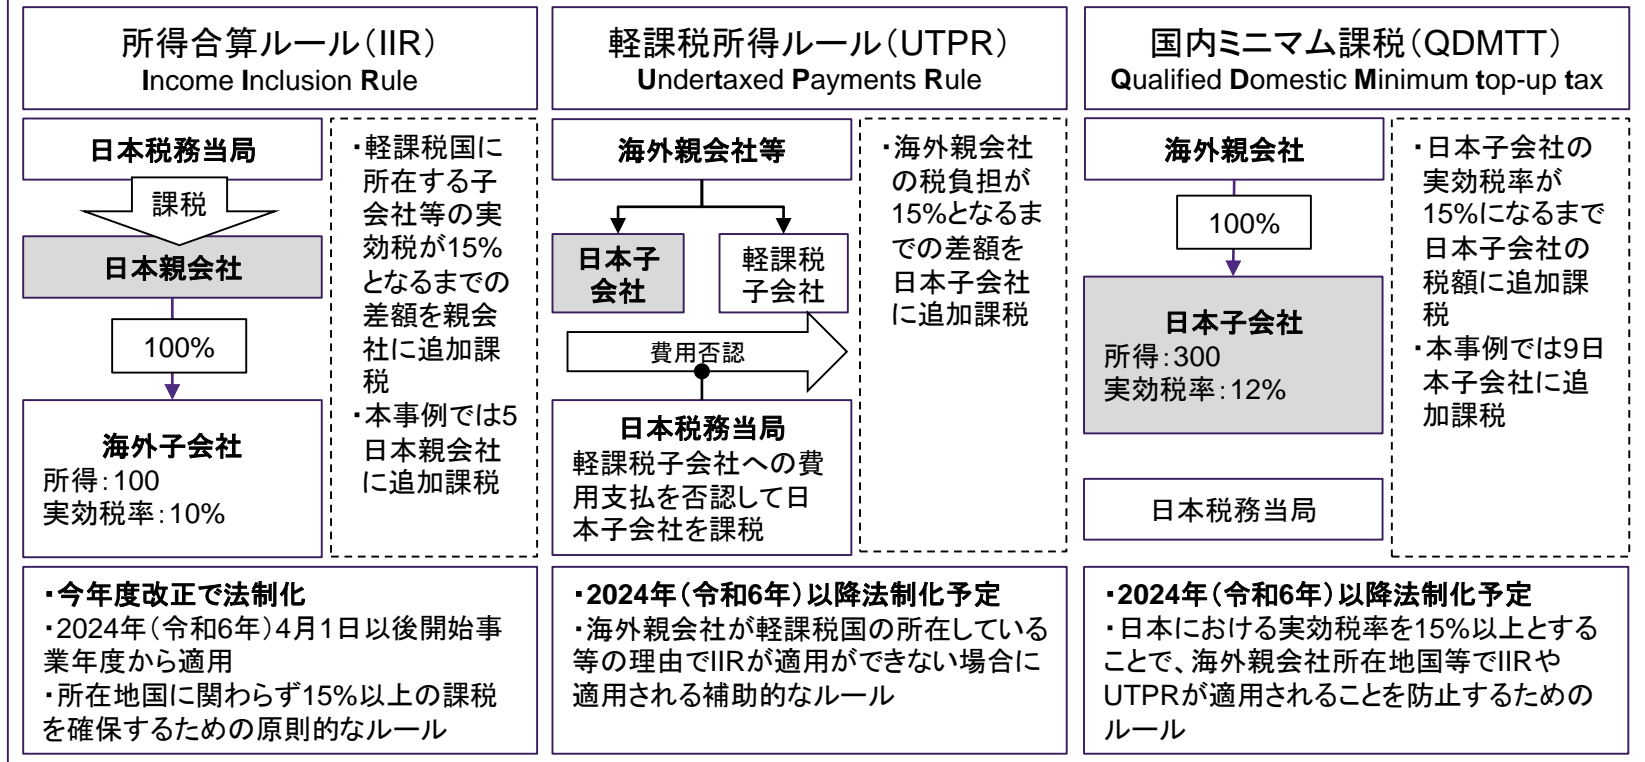 所得合算ルール（IIR）
Income Inclusion Rule
日本税務当局
課税
日本親会社
100%
海外子会社
所得：100
実効税率：10%
・軽課税国に
所在する子
会社等の実
効税が15%
となるまでの
差額を親会
社に追加課
税
・本事例では5
日本親会社
に追加課税
・今年度改正で法制化
・2024年（令和6年）4月1日以後開始事
業年度から適用
・所在地国に関わらず15%以上の課税
を確保するための原則的なルール
軽課税所得ルール（UTPR）
Undertaxed Payments Rule
海外親会社等
日本子
会社
軽課税
子会社
費用否認
日本税務当局
軽課税子会社への費
用支払を否認して日
本子会社を課税
・海外親会社
の税負担が
15%となるま
での差額を
日本子会社
に追加課税
・2024年（令和6年）以降法制化予定
・海外親会社が軽課税国の所在している
等の理由でIIRが適用ができない場合に
適用される補助的なルール
国内ミニマム課税（QDMTT）
Qualified Domestic Minimum top-up tax
海外親会社
100%
日本子会社
所得：300
実効税率：12%
日本税務当局
・日本子会社の
実効税率が
15%になるまで
日本子会社の
税額に追加課
税
・本事例では9日
本子会社に追
加課税
・2024年（令和6年）以降法制化予定
・日本における実効税率を15%以上とする
ことで、海外親会社所在地国等でIIRや
UTPRが適用されることを防止するための
ルール